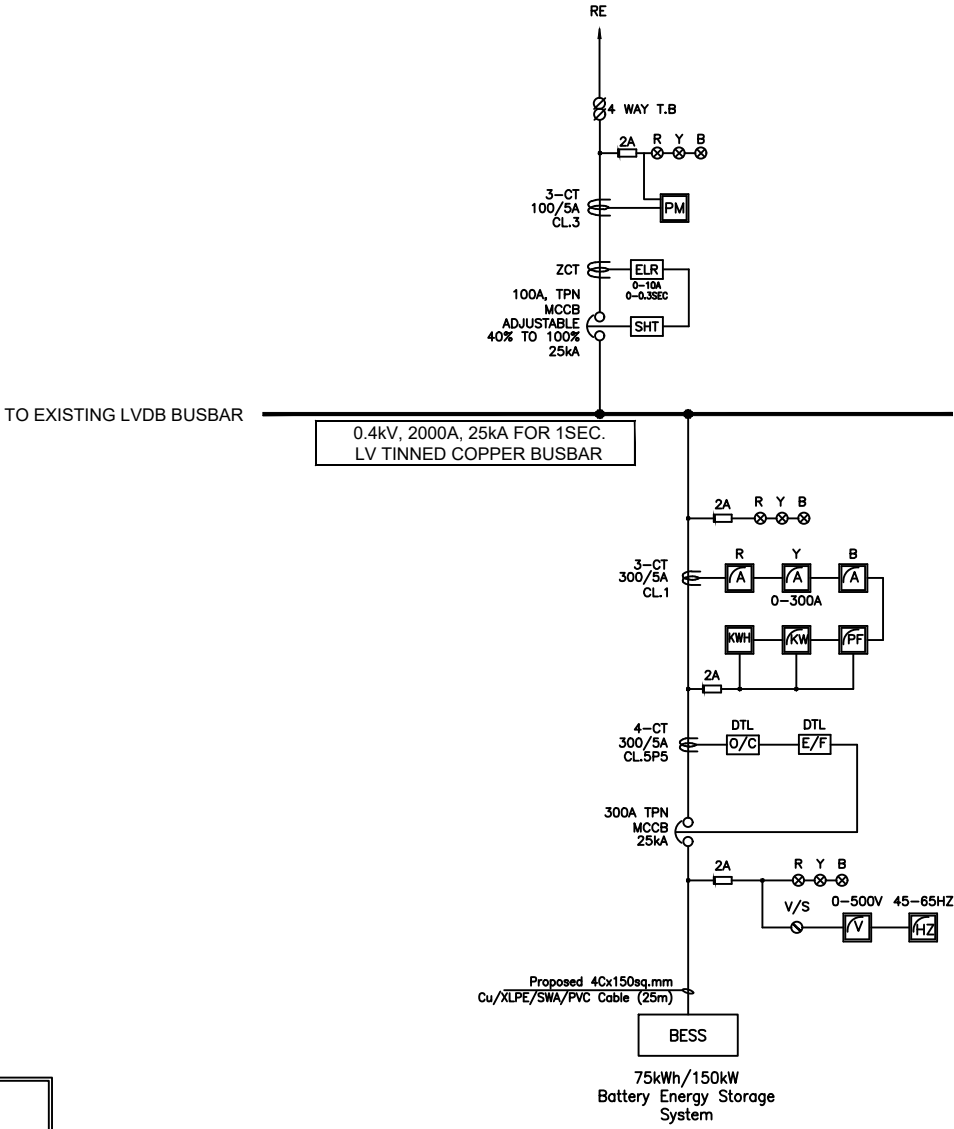 RE
4 WAY T.B
2A
R Y B
3-CT
100/5A
CL.3
PM
ZCT
ELR
0-10A
0-0.3SEC
100A, TPN
MCCB
ADJUSTABLE
40% TO 100%
25kA
SHT
TO EXISTING LVDB BUSBAR
0.4kV, 2000A, 25kA FOR 1SEC.
LV TINNED COPPER BUSBAR
2A
R Y B
3-CT
300/5A
CL.1
R Y B
A A A
0-300A
KWH KW PF
2A
4-CT
300/5A
CL.5P5
DTL DTL
O/C E/F
300A TPN
MCCB
25kA
2A
R Y B
V/S 0-500V 45-65HZ
V HZ
Proposed 4Cx150sq.mm
Cu/XLPE/SWA/PVC Cable (25m)
BESS
75kWh/150kW
Battery Energy Storage
System